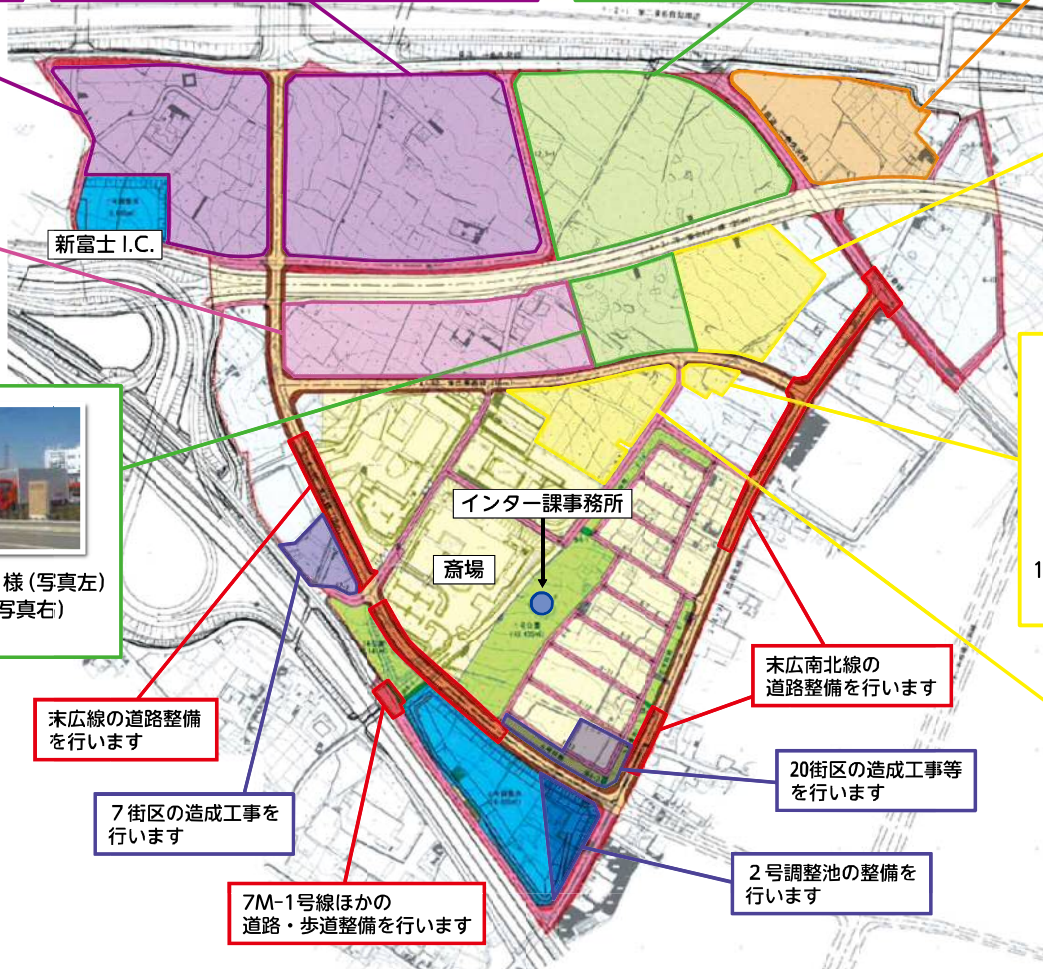 新富士 I.C.
インター課事務所
斎場
様(写真左)
写真右)
1
末広南北線の
道路整備を行います
末広線の道路整備
を行います
20街区の造成工事等
を行います
7街区の造成工事を
行います
2号調整池の整備を
行います
7M-1号線ほかの
道路・歩道整備を行います